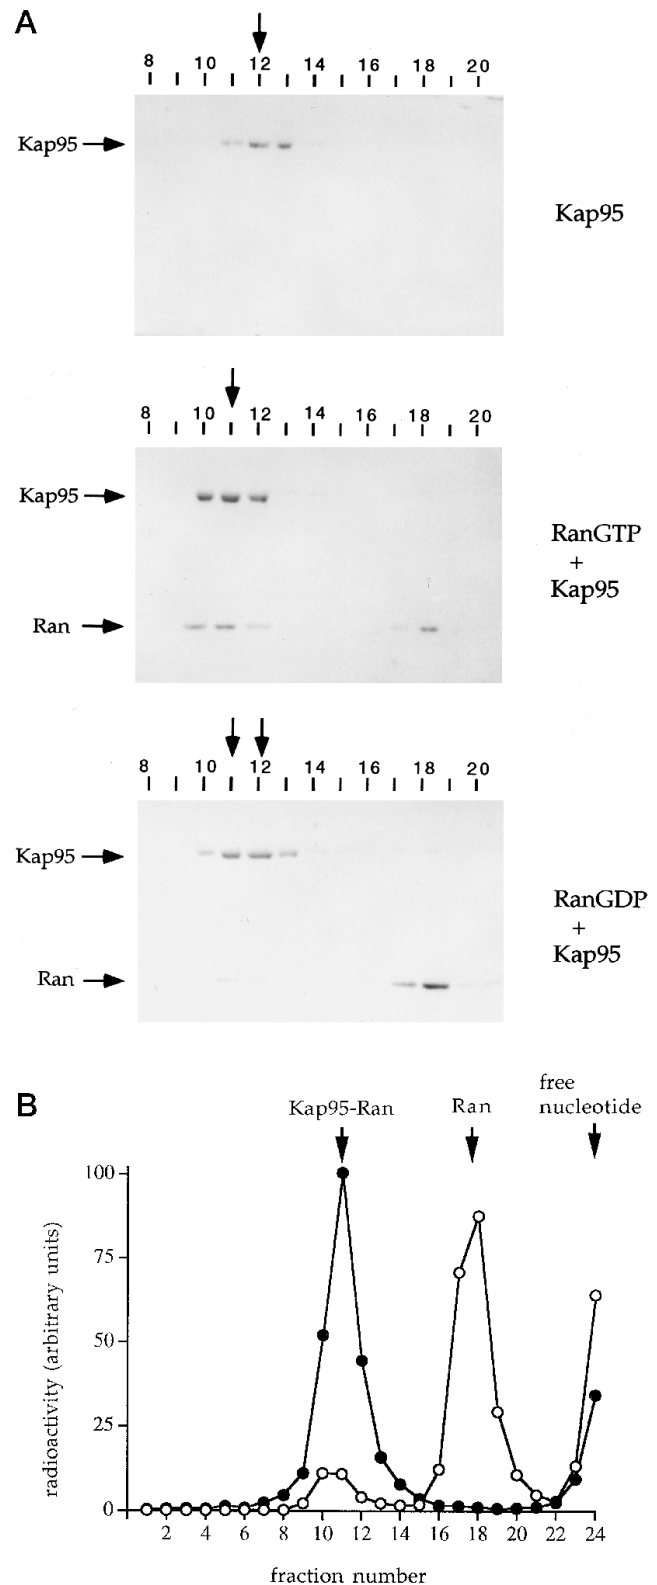 A
8 10 12 14 16 18 20
Kap95
Kap95
8 10 12 14 16 18 20
Kap95
RanGTP
+
Kap95
Ran
8 10 12 14 16 18 20
Kap95
RanGDP
+
Kap95
Ran
B
Kap95-Ran
Ran
free
nucleotide
100
75
50
25
0
radioactivity (arbitrary units)
2 4 6 8 10 12 14 16 18 20 22 24
fraction number